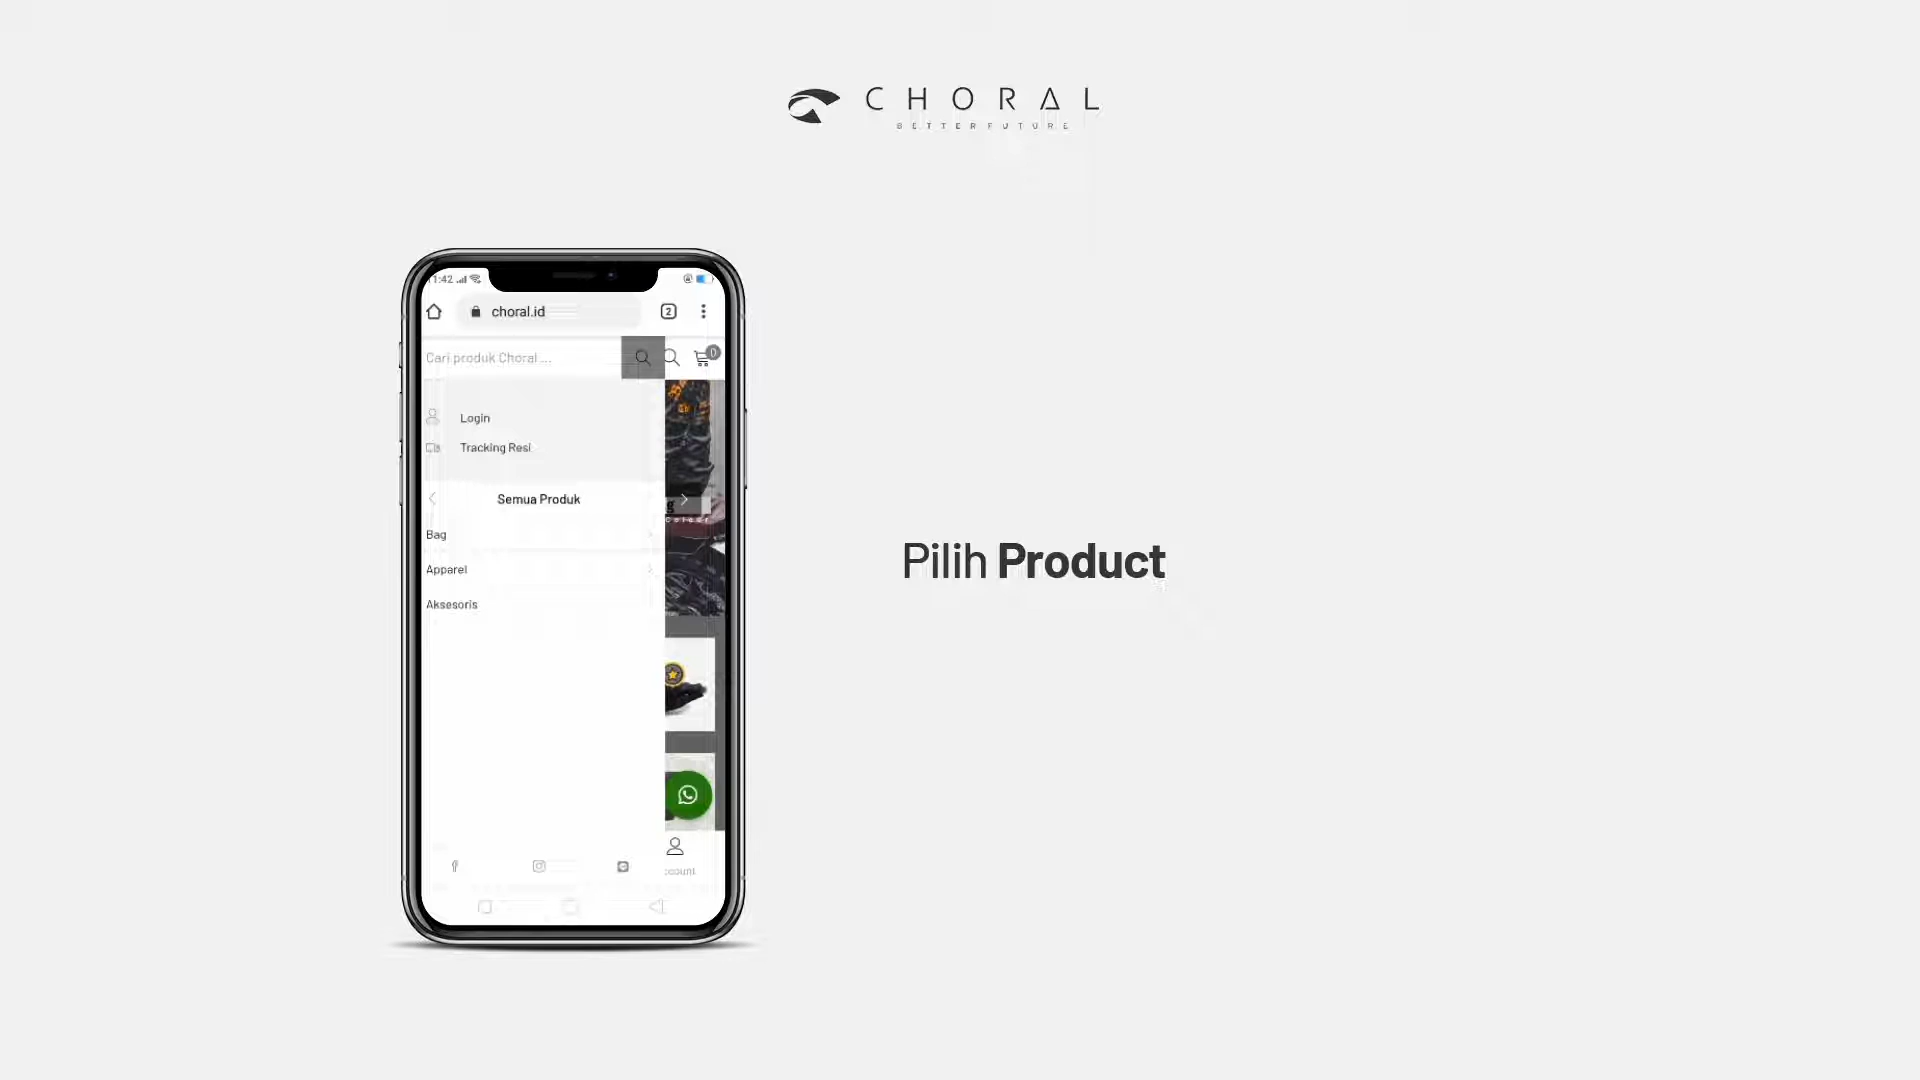 CHORAL
BETTER FUTURE
1:42
choral.id
2
Cari produk Choral ...
0
Login
Tracking Resi
Semua Produk
Bag
Apparel
Aksesoris
Pilih Product